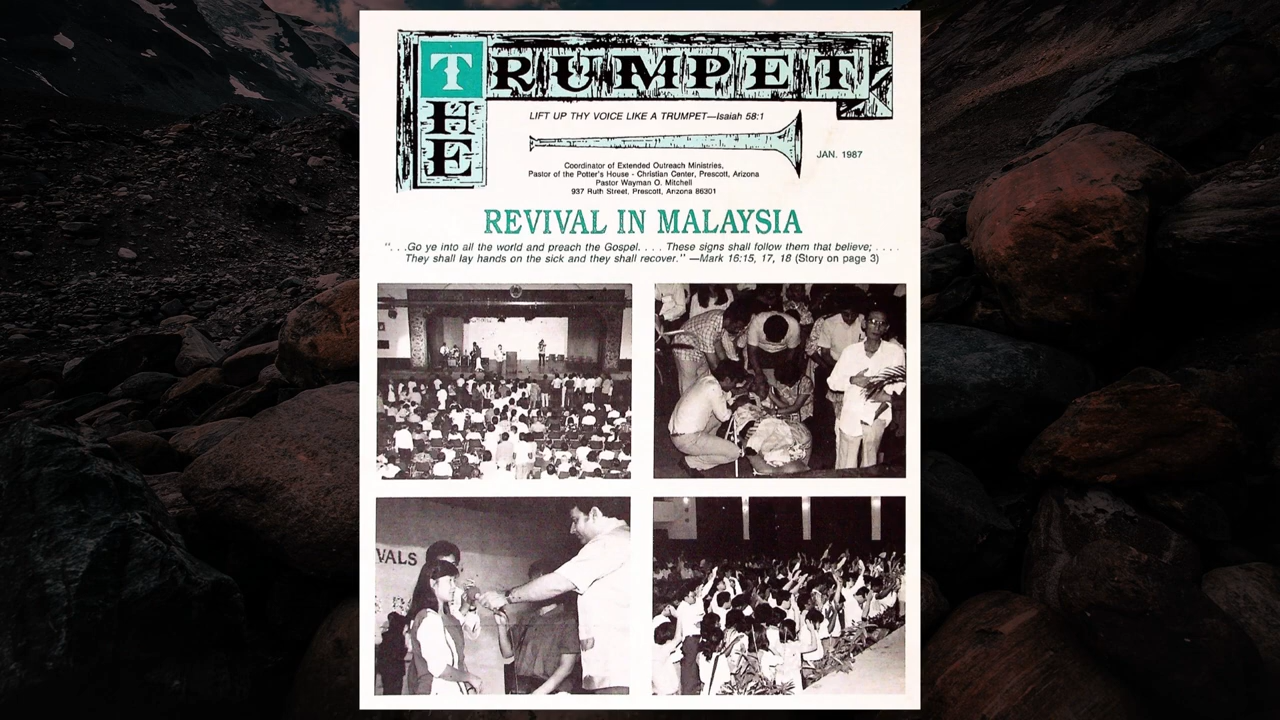 THE TRUMPET
LIFT UP THY VOICE LIKE A TRUMPET—Isaiah 58:1
JAN. 1987
Coordinator of Extended Outreach Ministries,
Pastor of the Potter's House - Christian Center, Prescott, Arizona
Pastor Wayman O. Mitchell
937 Ruth Street, Prescott, Arizona 86301
REVIVAL IN MALAYSIA
“. . .Go ye into all the world and preach the Gospel. . . . These signs shall follow them that believe; . . . .
They shall lay hands on the sick and they shall recover.” —Mark 16:15, 17, 18 (Story on page 3)
VALS